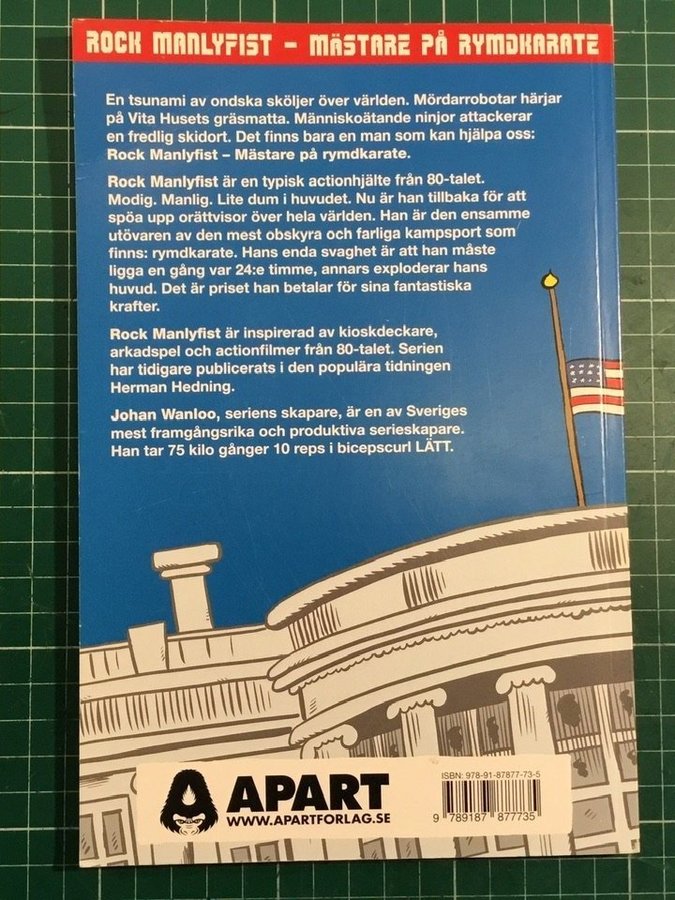 ROCK MANLYFIST – MÄSTARE PÅ RYMDKARATE
En tsunami av ondska sköljer över världen. Mördarrobotar härjar
på Vita Husets gräsmatta. Människoätande ninjor attackerar
en fredlig skidort. Det finns bara en man som kan hjälpa oss:
Rock Manlyfist – Mästare på rymdkarate.
Rock Manlyfist är en typisk actionhjälte från 80-talet.
Modig. Manlig. Lite dum i huvudet. Nu är han tillbaka för att
spöa upp orättvisor över hela världen. Han är den ensamme
utövaren av den mest obskyra och farliga kampsport som
finns: rymdkarate. Hans enda svaghet är att han måste
ligga en gång var 24:e timme, annars exploderar hans
huvud. Det är priset han betalar för sina fantastiska
krafter.
Rock Manlyfist är inspirerad av kioskdeckare,
arkadspel och actionfilmer från 80-talet. Serien
har tidigare publicerats i den populära tidningen
Herman Hedning.
Johan Wanloo, seriens skapare, är en av Sveriges
mest framgångsrika och produktiva serieskapare.
Han tar 75 kilo gånger 10 reps i bicepscurl LÄTT.
APART
WWW.APARTFORLAG.SE
ISBN: 978-91-87877-73-5
9 789187 877735